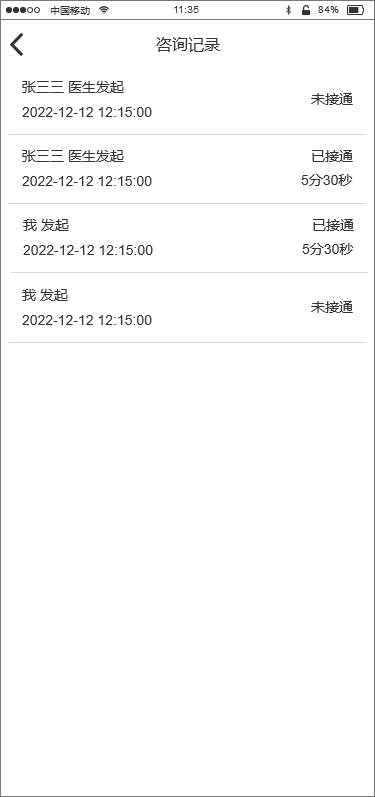 中国移动 11:35 84%
咨询记录
张三三 医生发起
未接通
2022-12-12 12:15:00
张三三 医生发起 已接通
2022-12-12 12:15:00 5分30秒
我 发起 已接通
2022-12-12 12:15:00 5分30秒
我 发起
未接通
2022-12-12 12:15:00